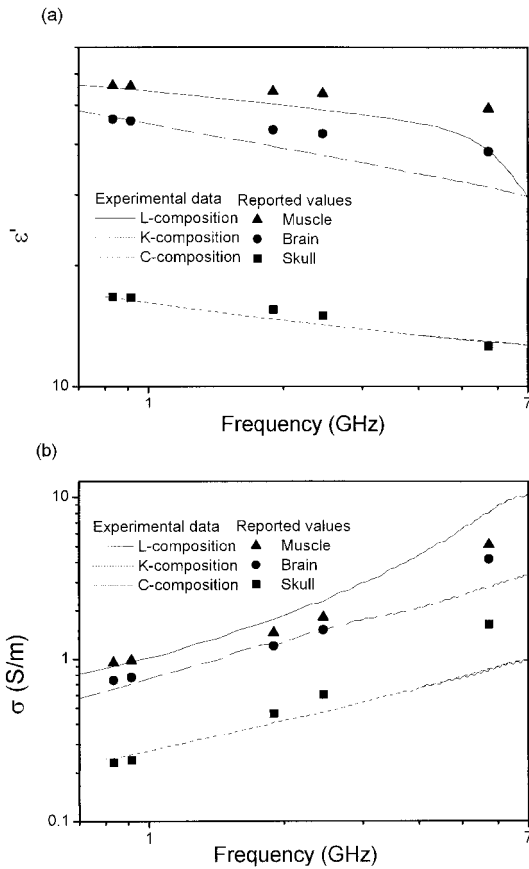 (a)
ε'
Experimental data Reported values
L-composition Muscle
K-composition Brain
C-composition Skull
10
1 7
Frequency (GHz)
(b)
10
σ (S/m)
Experimental data Reported values
L-composition Muscle
K-composition Brain
C-composition Skull
1
0.1
1 7
Frequency (GHz)